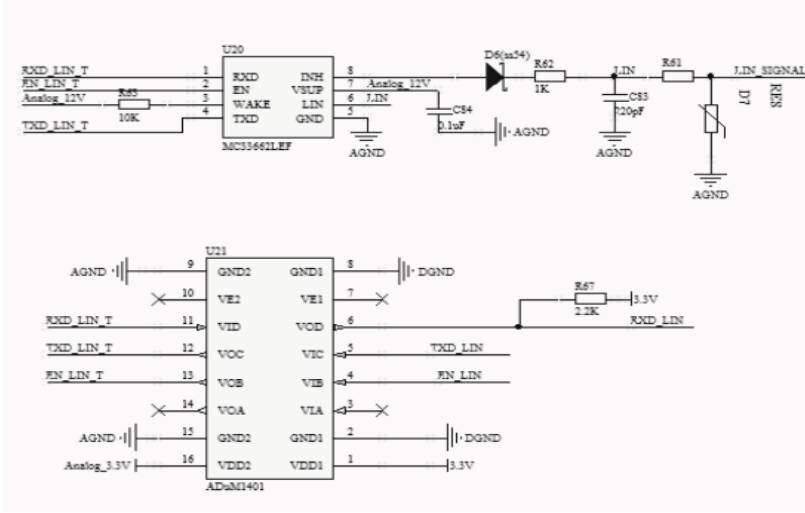 U20
D6(ss54)
R62
1K
LIN
R61
LIN_SIGNAL
RXD_LIN_T 1 RXD INH 8
EN_LIN_T 2 EN VSUP 7 Analog_12V
Analog_12V R63 10K 3 WAKE LIN 6 LIN
TXD_LIN_T 4 TXD GND 5
MC33662LEF
AGND
C84
0.1uF
AGND
C83
220pF
AGND
RES
D7
AGND
U21
AGND 9 GND2 GND1 8 DGND
10 VE2 VE1 7
R67
2.2K
3.3V
RXD_LIN_T 11 VID VOD 6 RXD_LIN
TXD_LIN_T 12 VOC VIC 5 TXD_LIN
EN_LIN_T 13 VOB VIB 4 EN_LIN
14 VOA VIA 3
AGND 15 GND2 GND1 2 DGND
Analog_3.3V 16 VDD2 VDD1 1 3.3V
ADuM1401